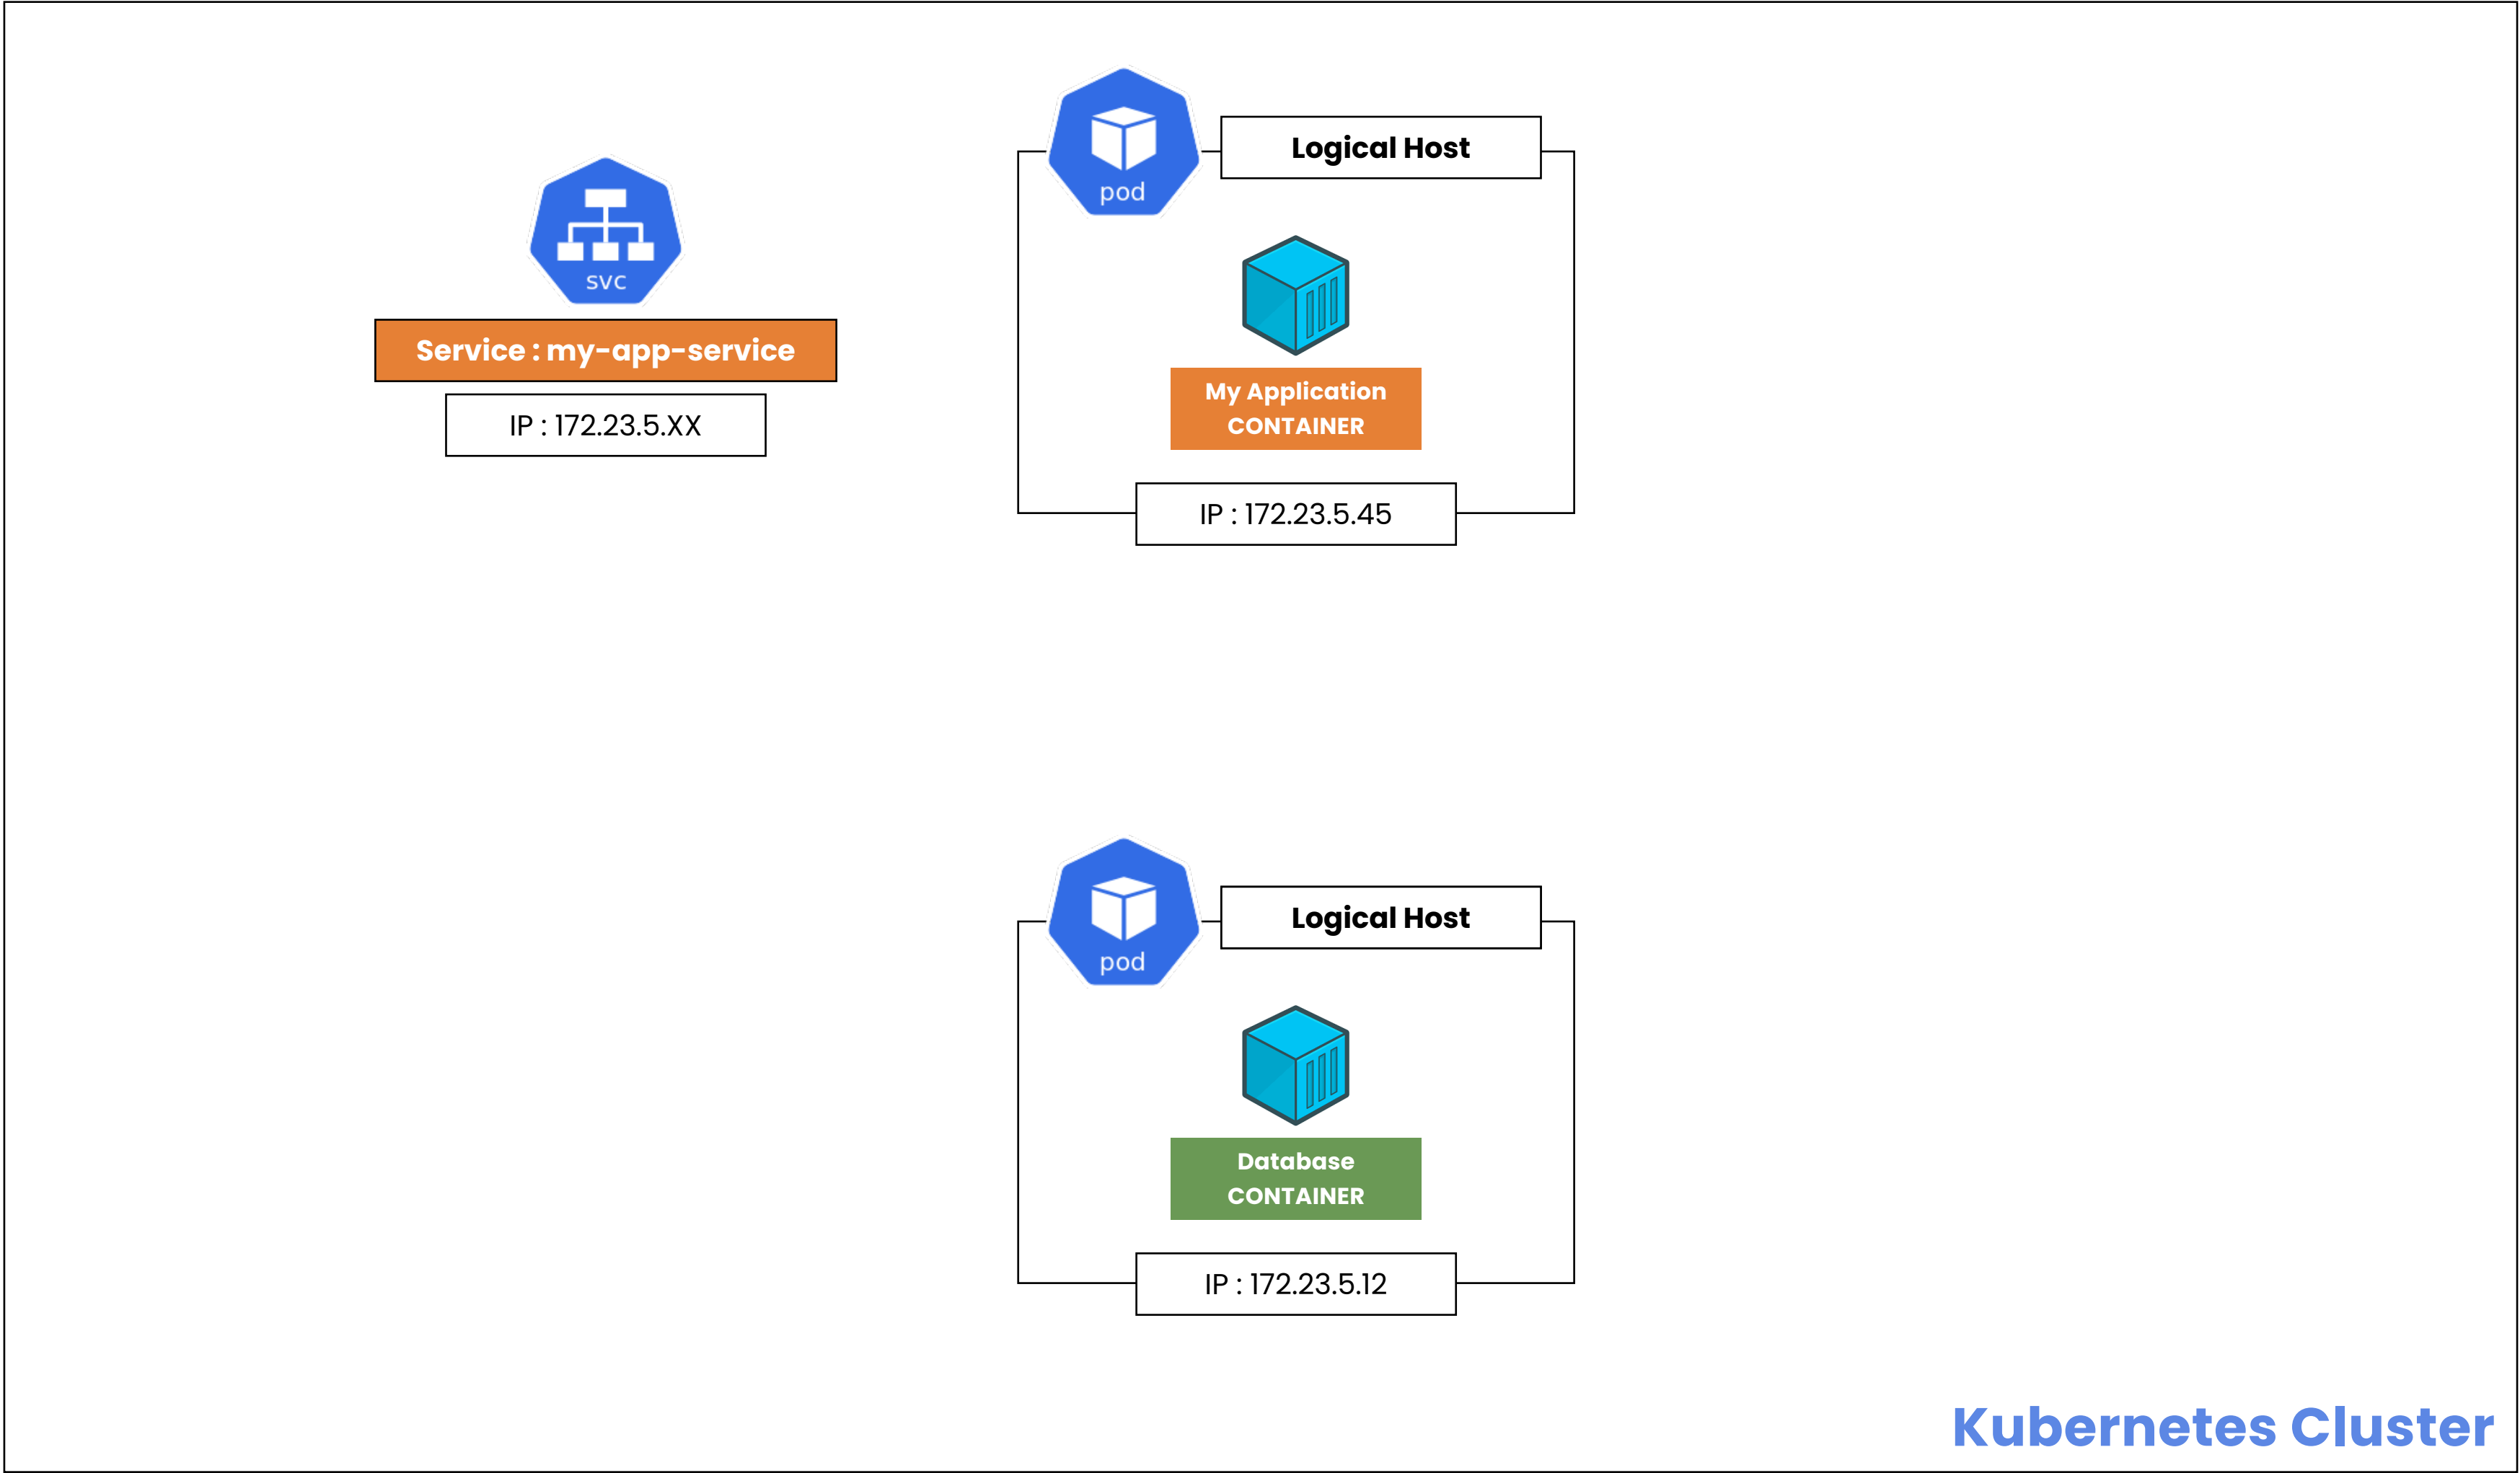 pod
Logical Host
svc
Service : my-app-service
IP : 172.23.5.XX
My Application
CONTAINER
IP : 172.23.5.45
pod
Logical Host
Database
CONTAINER
IP : 172.23.5.12
Kubernetes Cluster